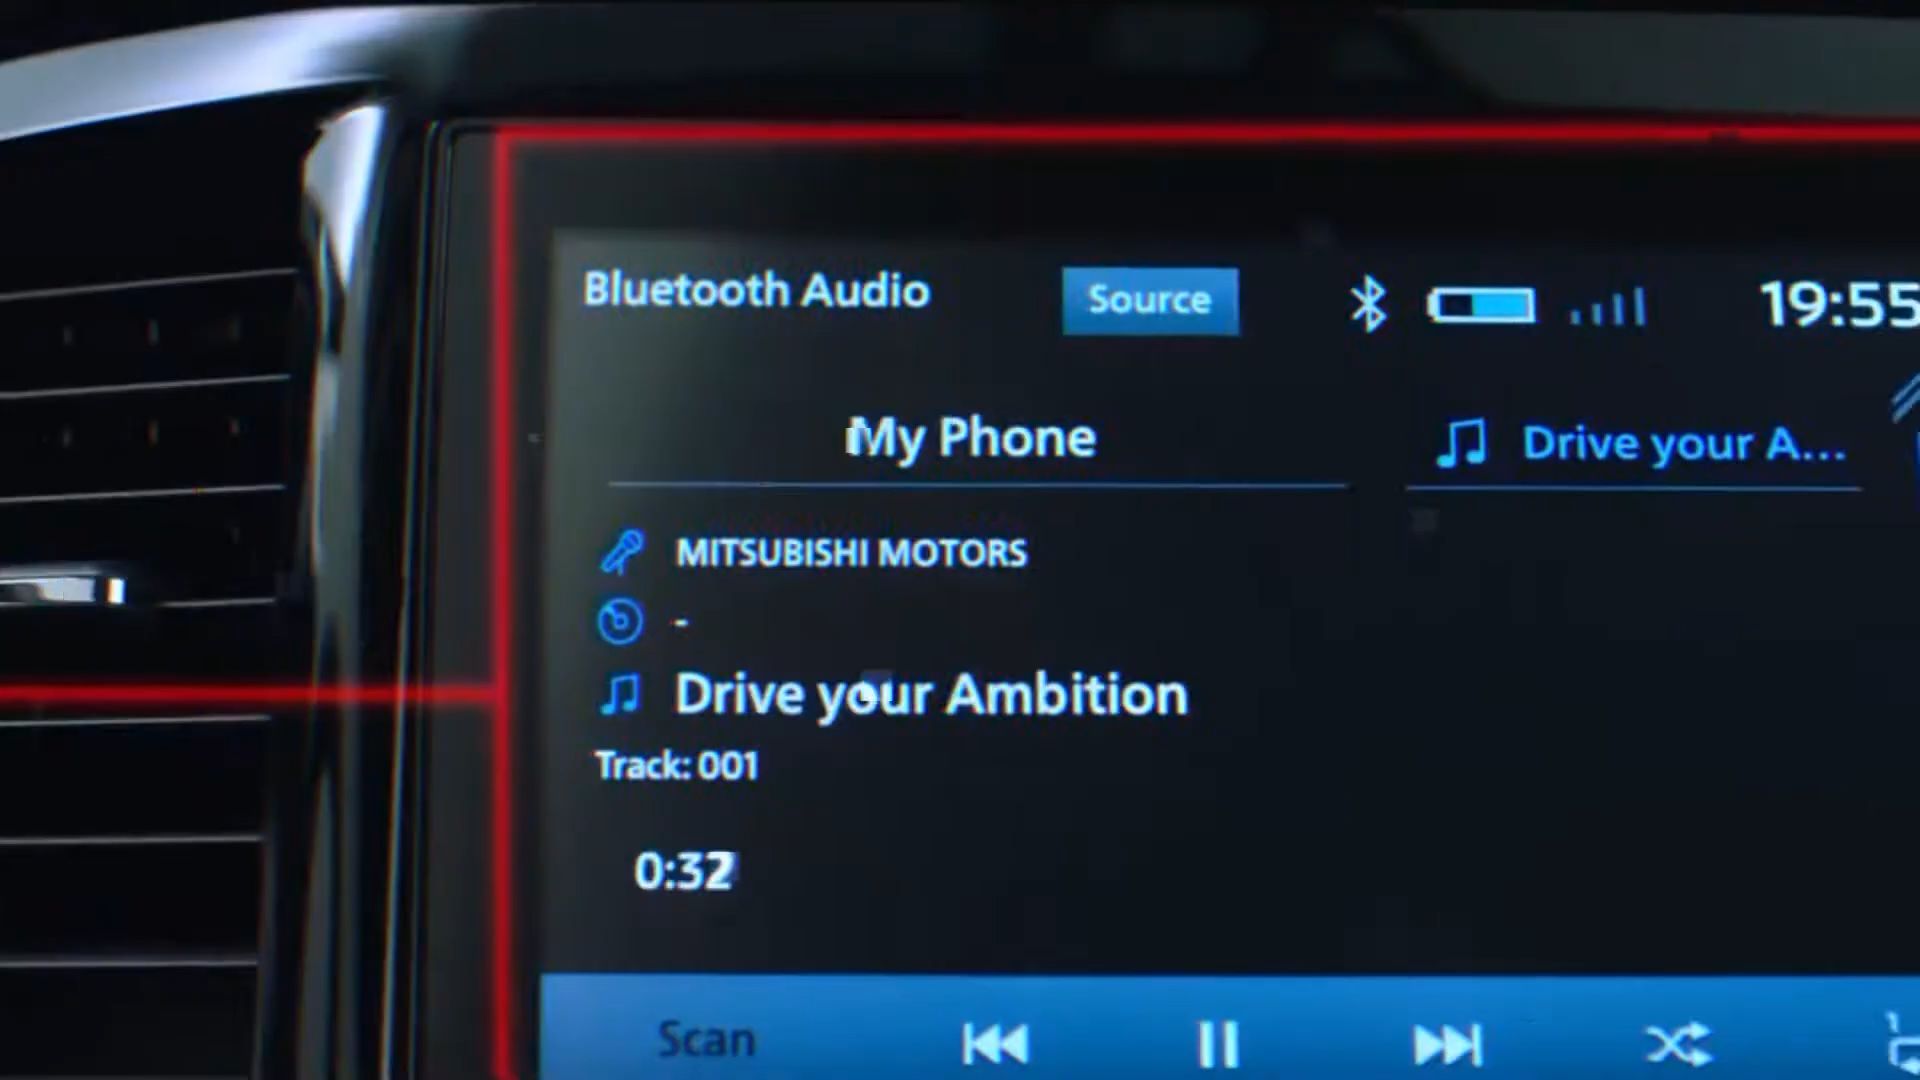 Bluetooth Audio
Source
19:55
My Phone
Drive your A...
MITSUBISHI MOTORS
-
Drive your Ambition
Track: 001
0:32
Scan